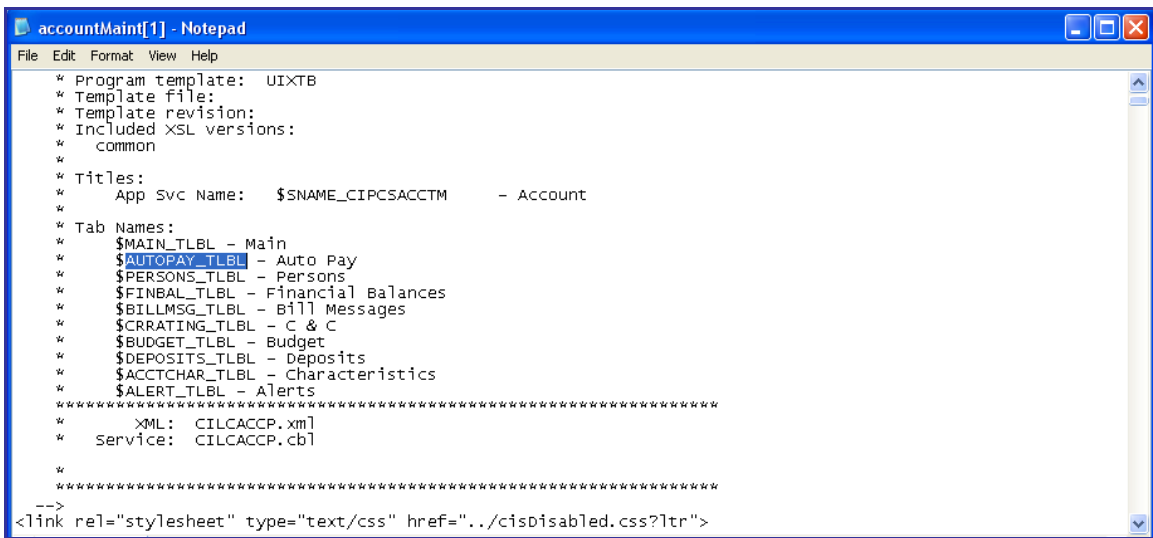 accountMaint[1] - Notepad
File Edit Format View Help
* Program template: UIXTB
* Template file:
* Template revision:
* Included XSL versions:
* common
*
* Titles:
* App Svc Name: $SNAME_CIPCSACCTM - Account
*
* Tab Names:
* $MAIN_TLBL - Main
* $AUTOPAY_TLBL - Auto Pay
* $PERSONS_TLBL - Persons
* $FINBAL_TLBL - Financial Balances
* $BILLMSG_TLBL - Bill Messages
* $CRRATING_TLBL - C & C
* $BUDGET_TLBL - Budget
* $DEPOSITS_TLBL - Deposits
* $ACCTCHAR_TLBL - Characteristics
* $ALERT_TLBL - Alerts
******************************************************************
* XML: CILCACCP.xml
* Service: CILCACCP.cbl
*
******************************************************************
-->
<link rel="stylesheet" type="text/css" href="../cisDisabled.css?ltr">